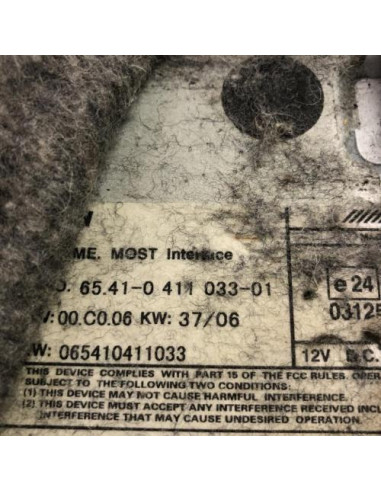 ME. MOST Interface
65.41-0 411 033-01
e 24
:00.C0.06 KW: 37/06
0312
W: 065410411033
12V D.C.
THIS DEVICE COMPLIES WITH PART 15 OF THE FCC RULES. OPER
SUBJECT TO THE FOLLOWING TWO CONDITIONS:
(1) THIS DEVICE MAY NOT CAUSE HARMFUL INTERFERENCE.
(2) THIS DEVICE MUST ACCEPT ANY INTERFERENCE RECEIVED INCL
INTERFERENCE THAT MAY CAUSE UNDESIRED OPERATION.